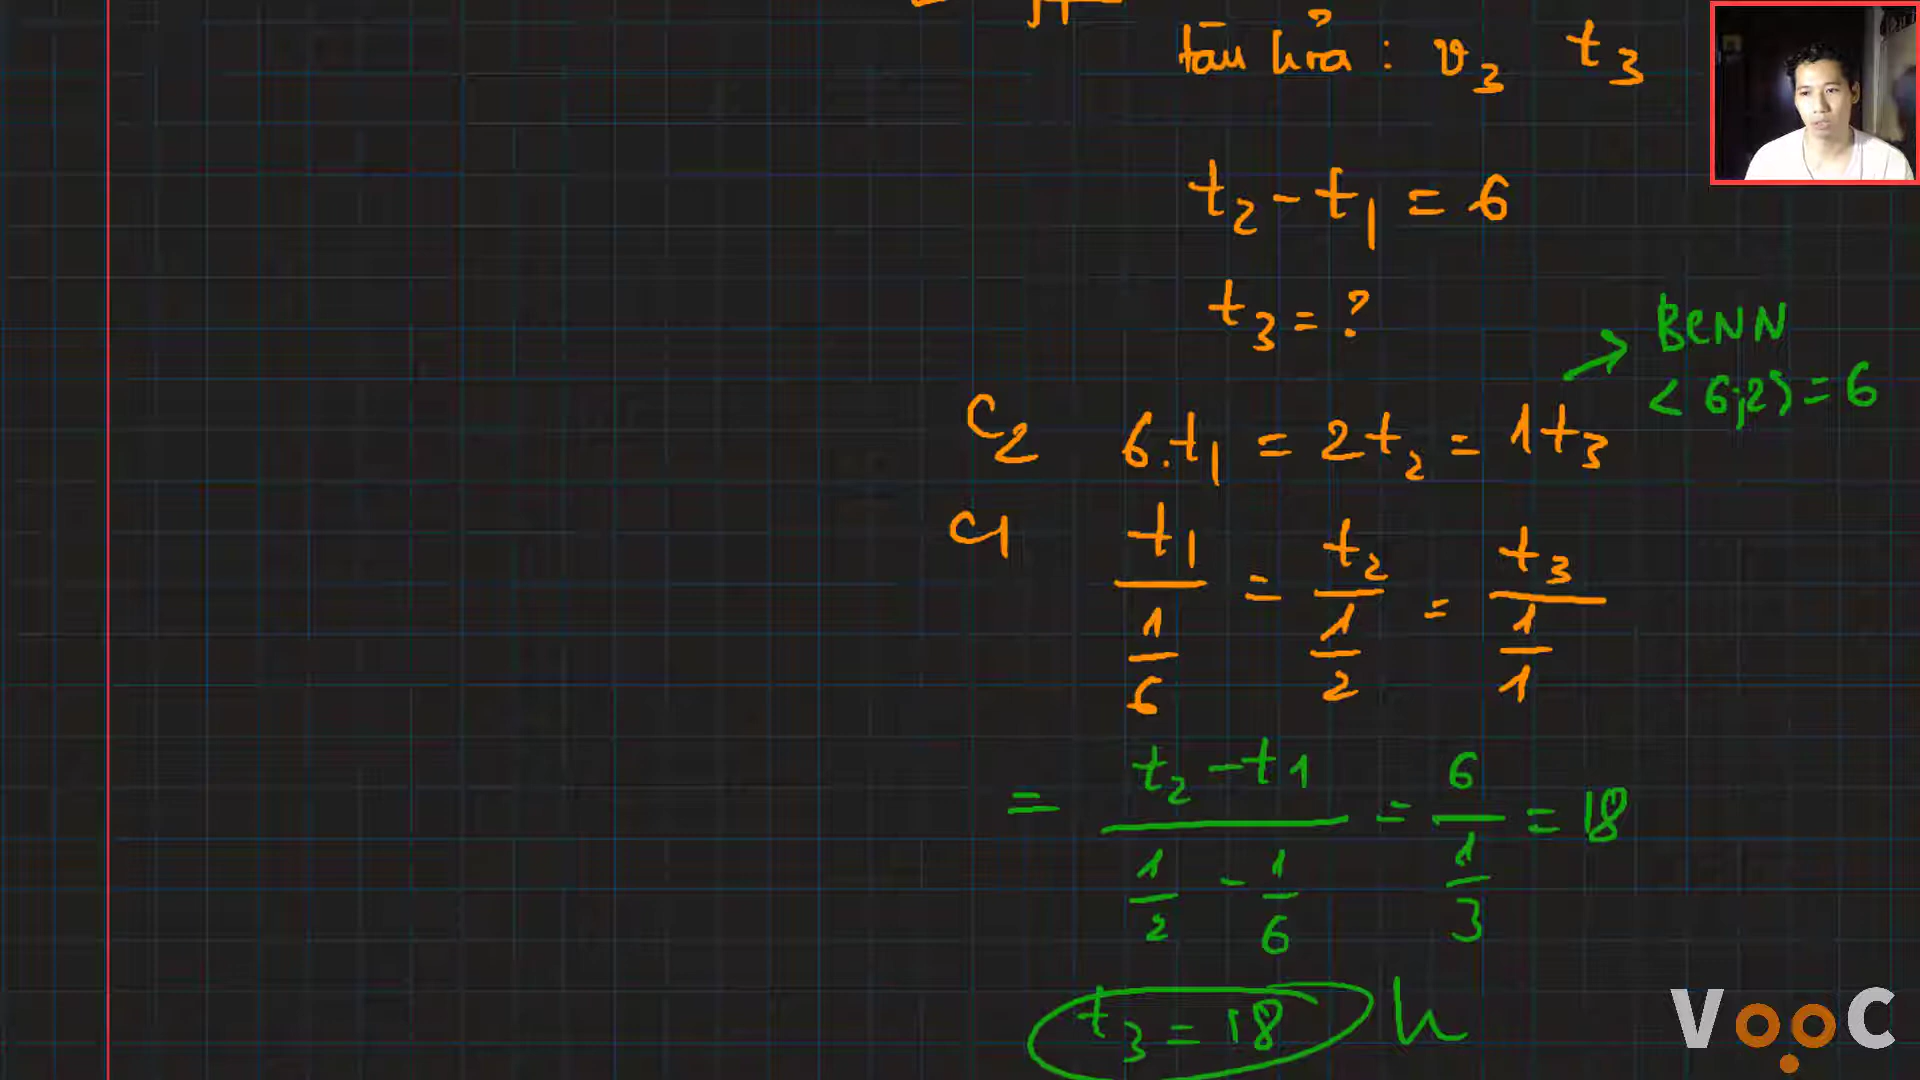 tàu hỏa : v3 t3
t2 - t1 = 6
t3 = ?
BCNN
(6;2) = 6
C2 6.t1 = 2t2 = 1t3
C1 t1/(1/6) = t2/(1/2) = t3/(1/1)
= (t2 - t1)/(1/2 - 1/6) = 6/(1/3) = 18
t3 = 18 h
VOOC